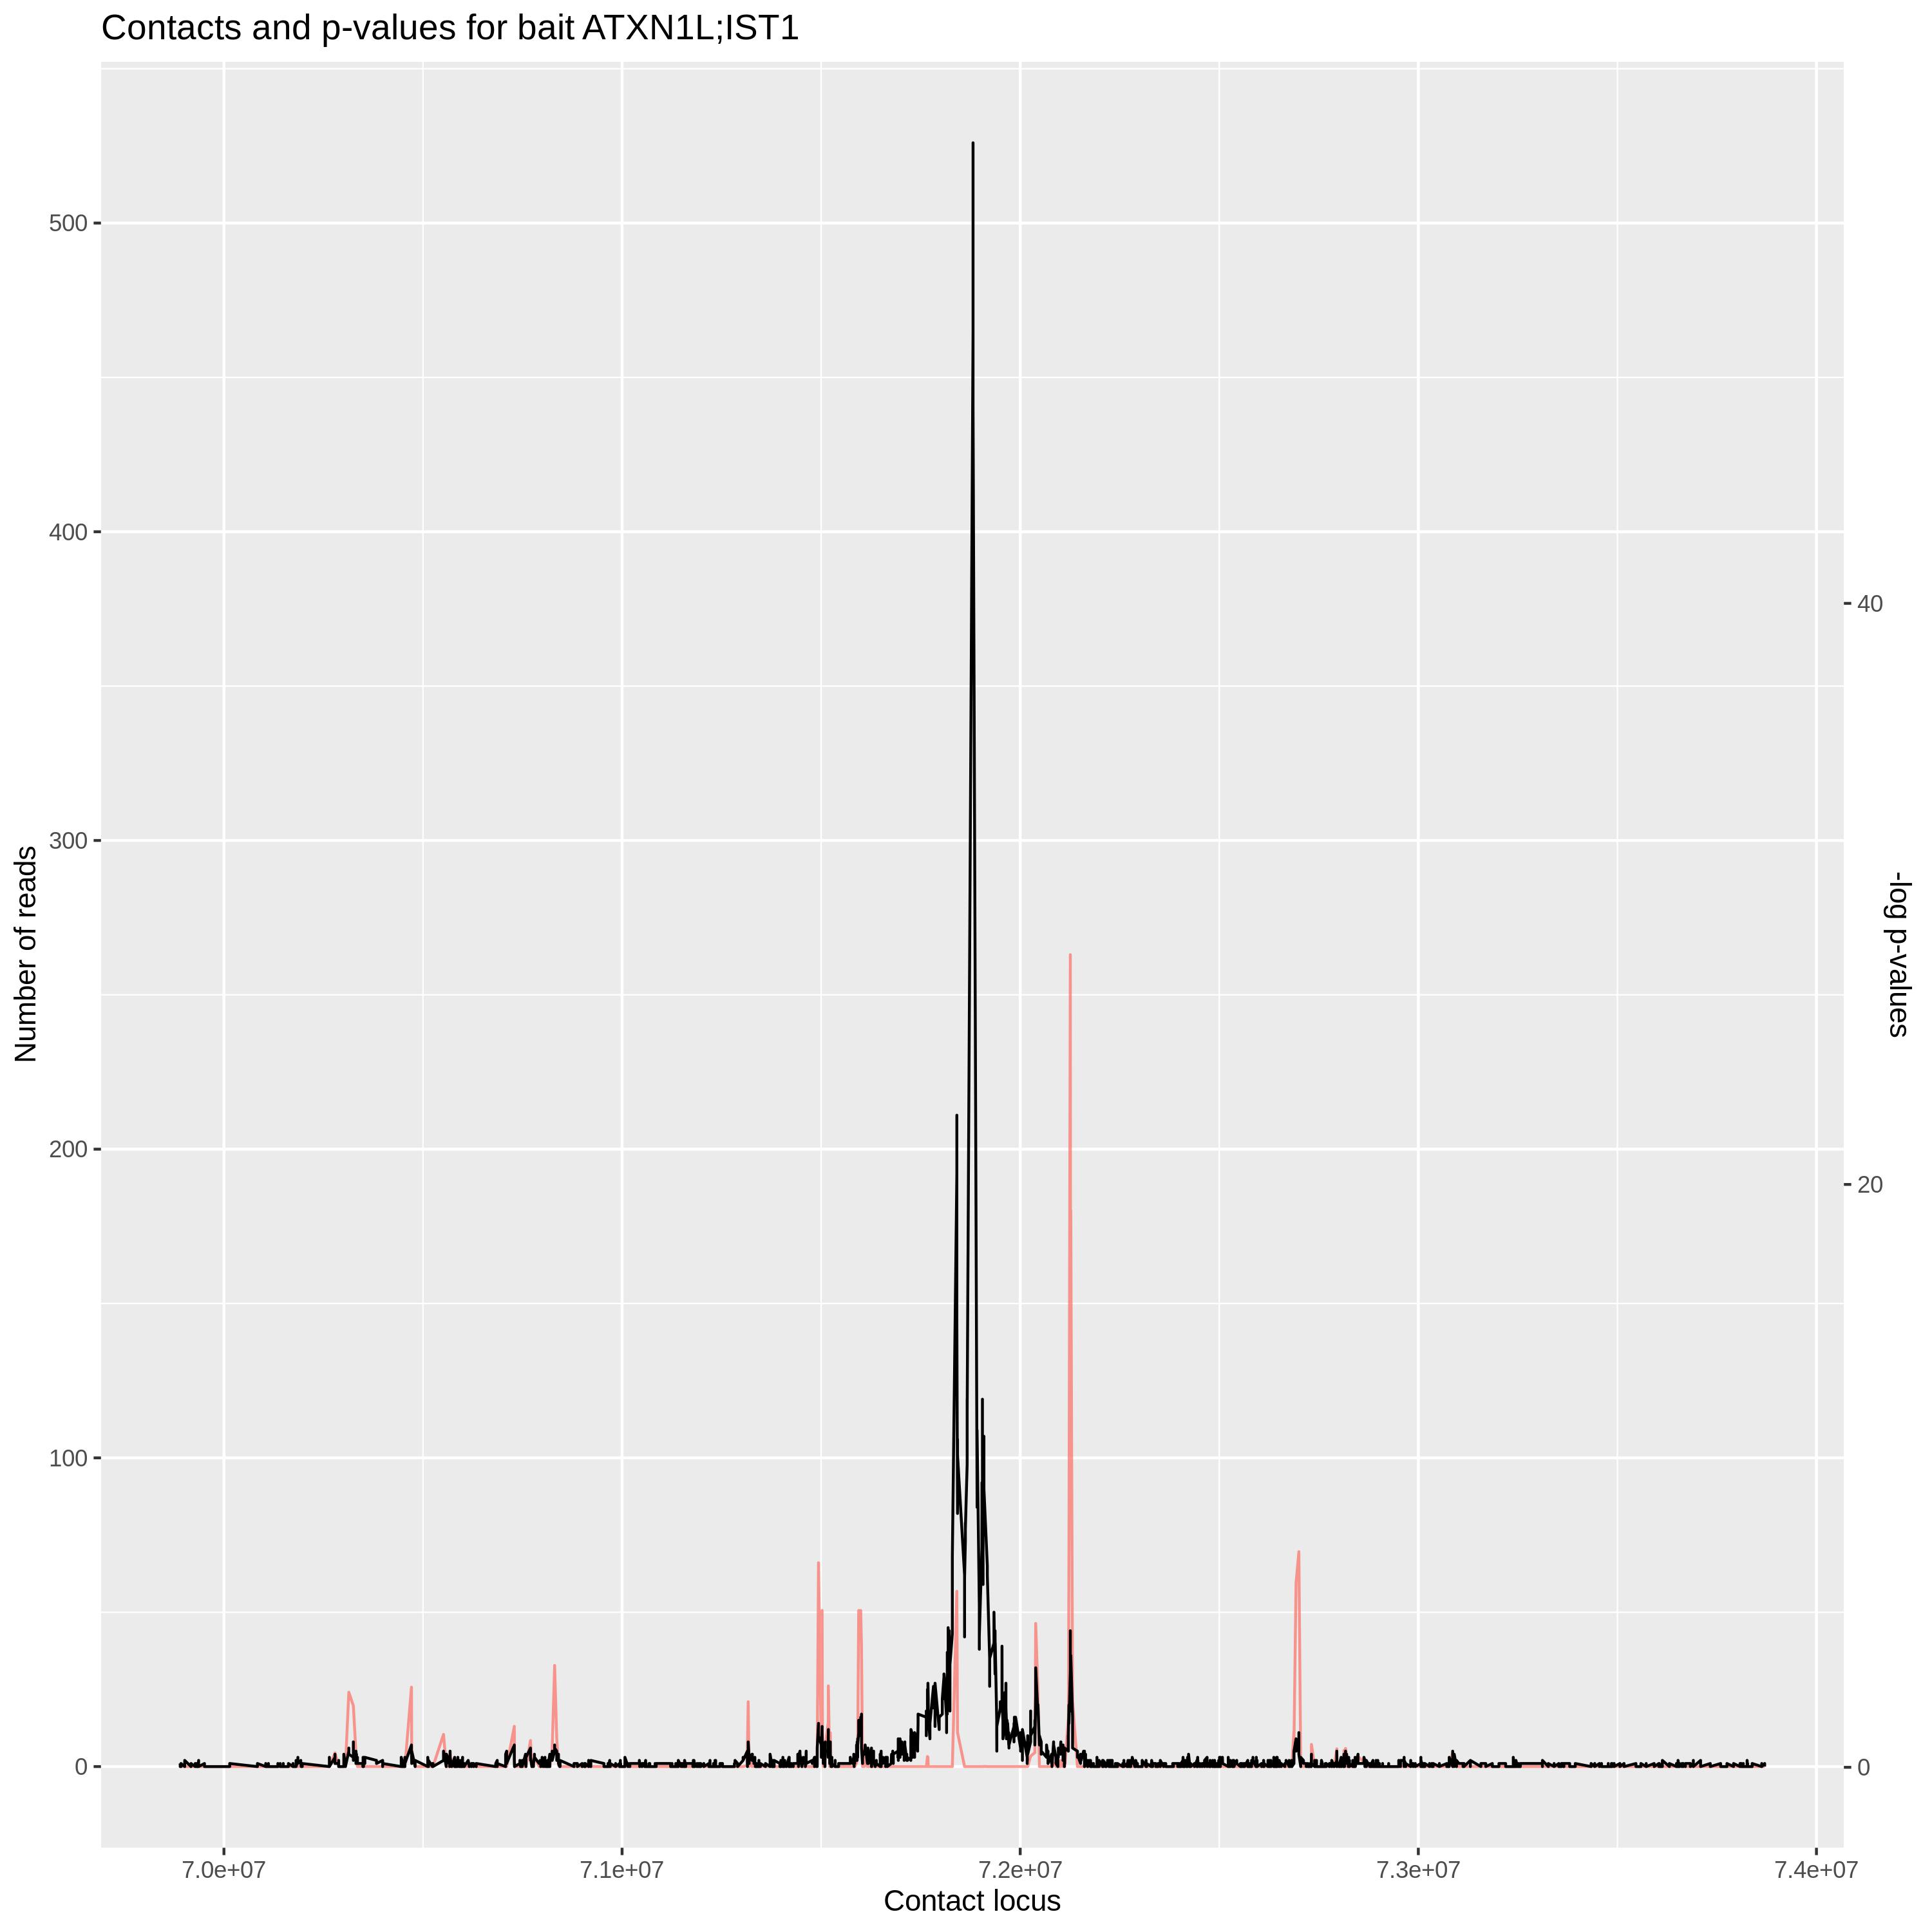 Contacts and p-values for bait ATXN1L;IST1
500
400
300
200
100
0
Number of reads
40
20
0
-log p-values
7.0e+07 7.1e+07 7.2e+07 7.3e+07 7.4e+07
Contact locus